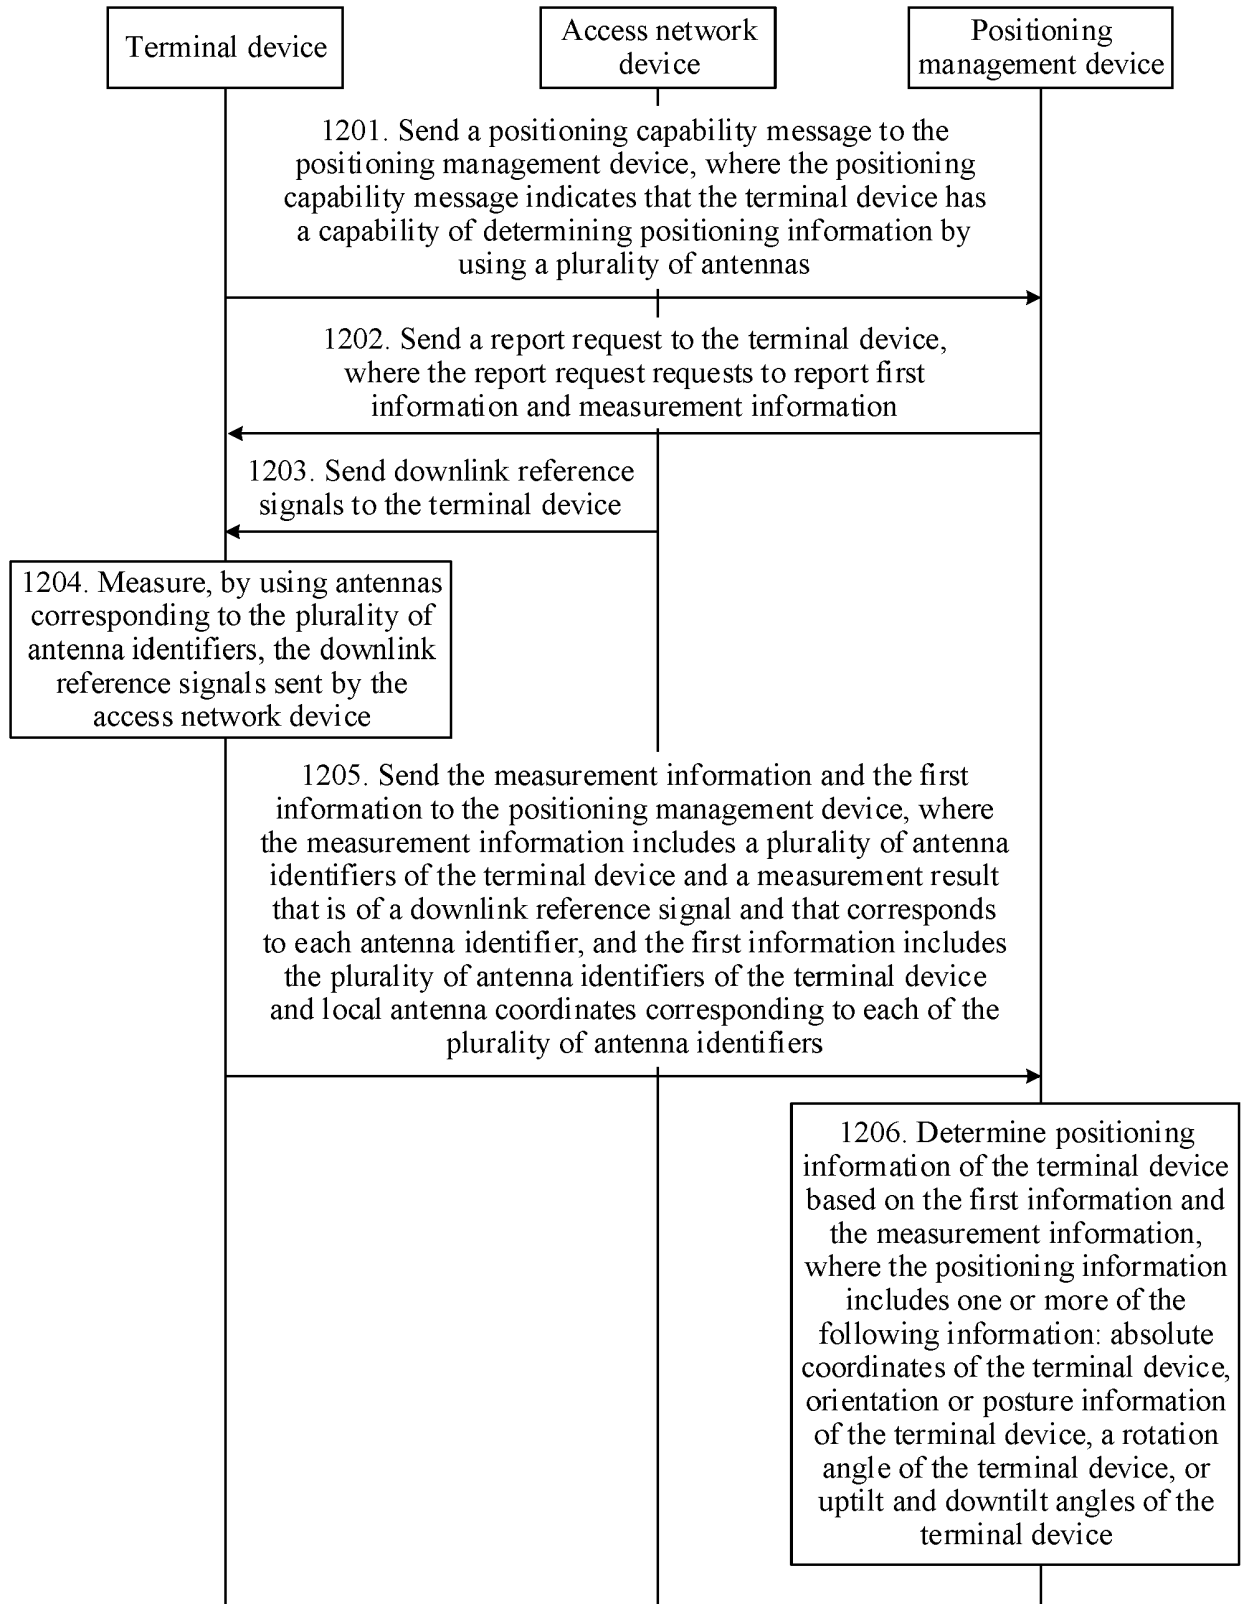 Terminal device
Access network
device
Positioning
management device
1201. Send a positioning capability message to the
positioning management device, where the positioning
capability message indicates that the terminal device has
a capability of determining positioning information by
using a plurality of antennas
1202. Send a report request to the terminal device,
where the report request requests to report first
information and measurement information
1203. Send downlink reference
signals to the terminal device
1204. Measure, by using antennas
corresponding to the plurality of
antenna identifiers, the downlink
reference signals sent by the
access network device
1205. Send the measurement information and the first
information to the positioning management device, where
the measurement information includes a plurality of antenna
identifiers of the terminal device and a measurement result
that is of a downlink reference signal and that corresponds
to each antenna identifier, and the first information includes
the plurality of antenna identifiers of the terminal device
and local antenna coordinates corresponding to each of the
plurality of antenna identifiers
1206. Determine positioning
information of the terminal device
based on the first information and
the measurement information,
where the positioning information
includes one or more of the
following information: absolute
coordinates of the terminal device,
orientation or posture information
of the terminal device, a rotation
angle of the terminal device, or
uptilt and downtilt angles of the
terminal device